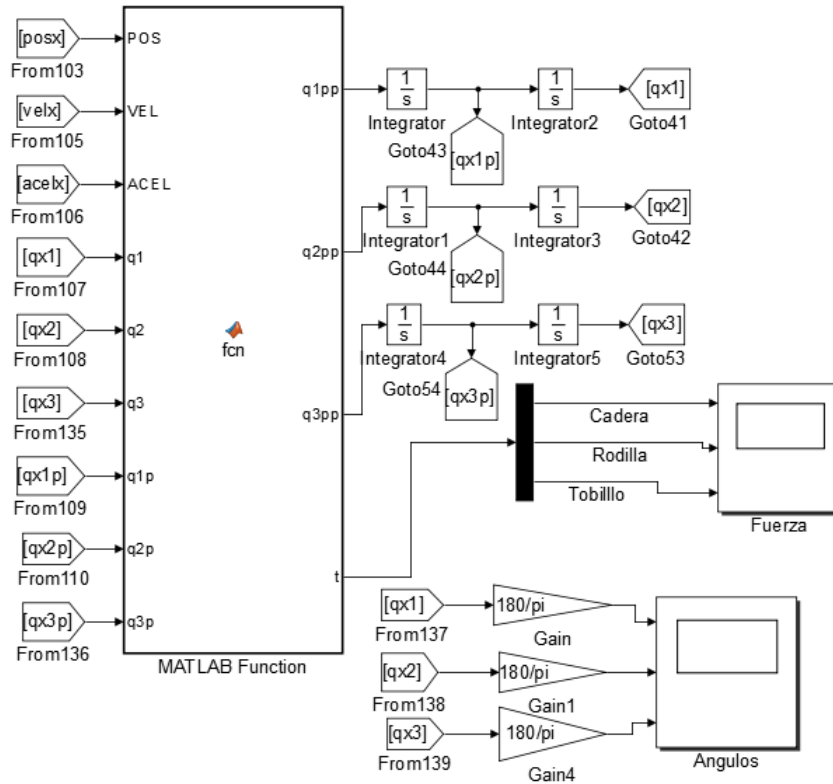 [posx]
POS
From103
[velx]
VEL
From105
[acelx]
ACEL
From106
[qx1]
q1
From107
[qx2]
q2
From108
[qx3]
q3
From135
[qx1p]
q1p
From109
[qx2p]
q2p
From110
[qx3p]
q3p
From136
fcn
MATLAB Function
q1pp
1
s
Integrator
Goto43
[qx1p]
1
s
Integrator2
[qx1]
Goto41
q2pp
1
s
Integrator1
Goto44
[qx2p]
1
s
Integrator3
[qx2]
Goto42
q3pp
1
s
Integrator4
Goto54
[qx3p]
1
s
Integrator5
[qx3]
Goto53
t
Cadera
Rodilla
Tobilllo
Fuerza
[qx1]
From137
180/pi
Gain
[qx2]
From138
180/pi
Gain1
[qx3]
From139
180/pi
Gain4
Angulos